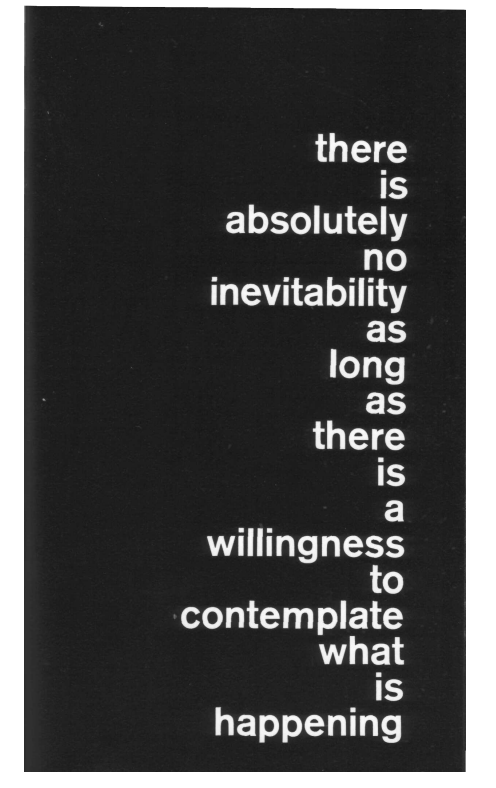 there
is
absolutely
no
inevitability
as
long
as
there
is
a
willingness
to
contemplate
what
is
happening